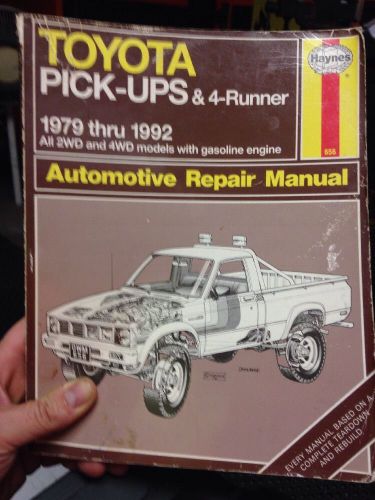 TOYOTA
Haynes
PICK-UPS & 4-Runner
1979 thru 1992
All 2WD and 4WD models with gasoline engine
656
Automotive Repair Manual
EVERY MANUAL BASED ON A
COMPLETE TEARDOWN
AND REBUILD